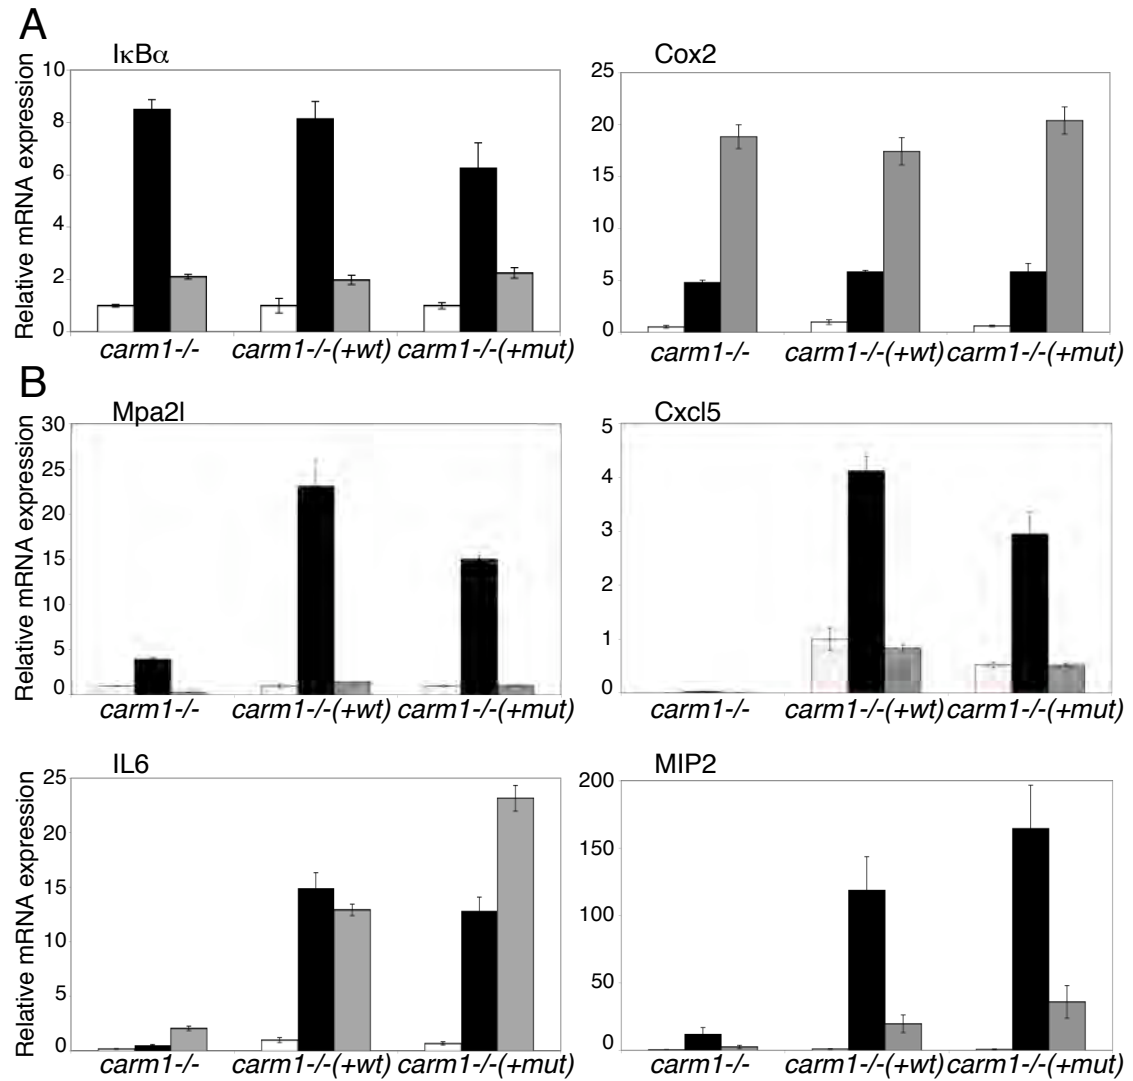 A
IκBα
Relative mRNA expression
10
8
6
4
2
0
carm1-/- carm1-/-(+wt) carm1-/-(+mut)
Cox2
25
20
15
10
5
0
carm1-/- carm1-/-(+wt) carm1-/-(+mut)
B
Mpa2l
Relative mRNA expression
30
25
20
15
10
5
0
carm1-/- carm1-/-(+wt) carm1-/-(+mut)
Cxcl5
5
4
3
2
1
0
carm1-/- carm1-/-(+wt) carm1-/-(+mut)
IL6
Relative mRNA expression
25
20
15
10
5
0
carm1-/- carm1-/-(+wt) carm1-/-(+mut)
MIP2
200
150
100
50
0
carm1-/- carm1-/-(+wt) carm1-/-(+mut)